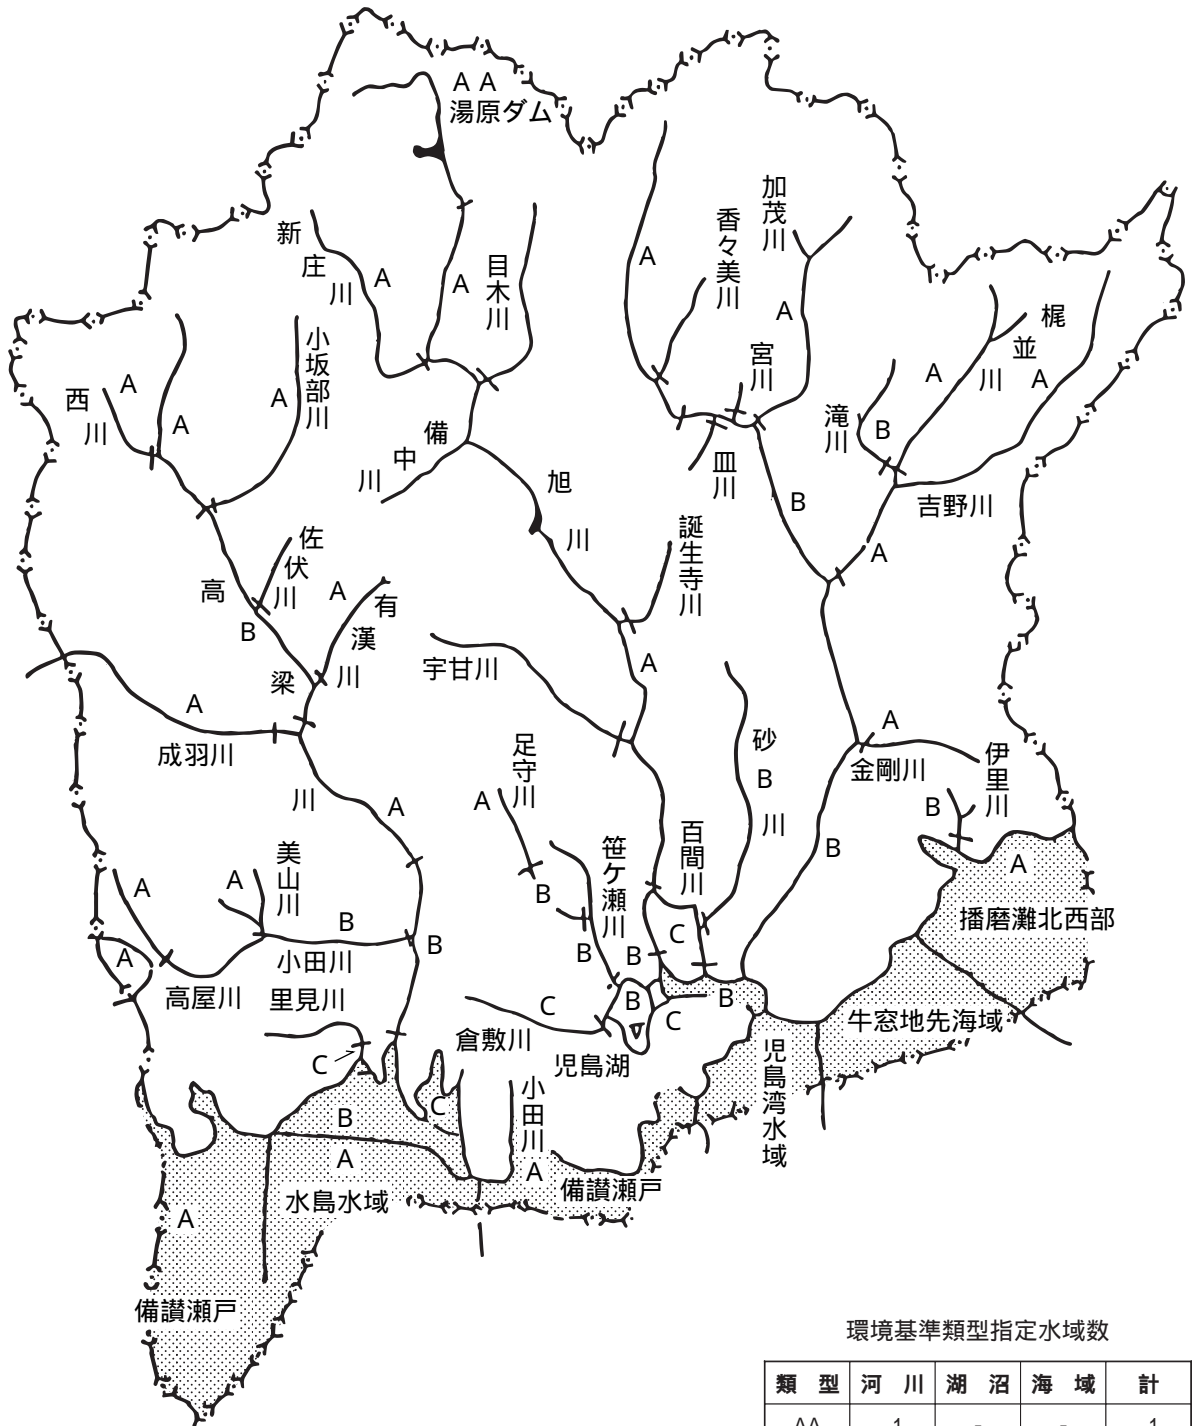 AA
湯原ダム
新庄川
A
A
目木川
A
香々美川
加茂川
A
宮川
皿川
梶並川
A
A
滝川
B
吉野川
西川
A
A
小坂部川
A
備中川
旭川
誕生寺川
B
A
佐伏川
高梁川
B
A
有漢川
宇甘川
A
A
成羽川
砂川
B
A
金剛川
伊里川
B
B
A
足守川
A
B
笹ケ瀬川
B
百間川
C
B
美山川
A
A
B
小田川
B
A
高屋川
里見川
C
倉敷川
C
B
児島湖
C
B
A
播磨灘北西部
牛窓地先海域
児島湾水域
小田川
C
B
A
水島水域
A
備讃瀬戸
A
備讃瀬戸
環境基準類型指定水域数
類型 河川 湖沼 海域 計
AA 1 - - 1